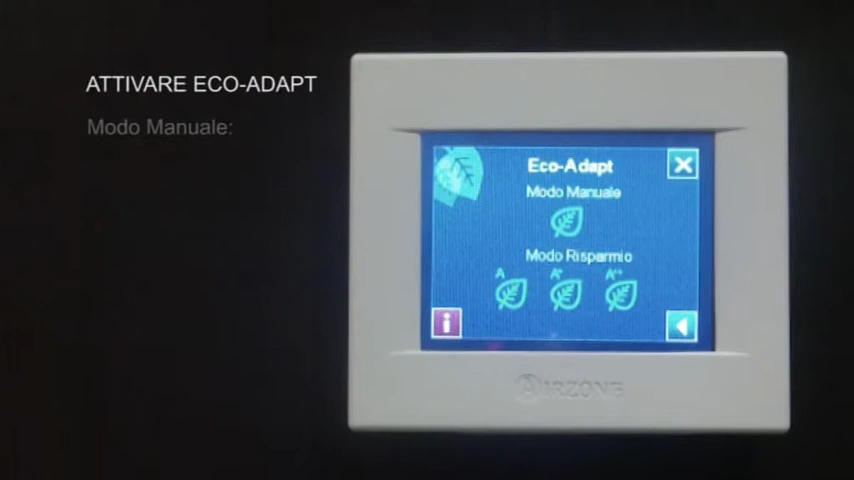 ATTIVARE ECO-ADAPT
Modo Manuale:
Eco-Adapt
Modo Manuale
Modo Risparmio
A A+ A++
i
AIRZONE